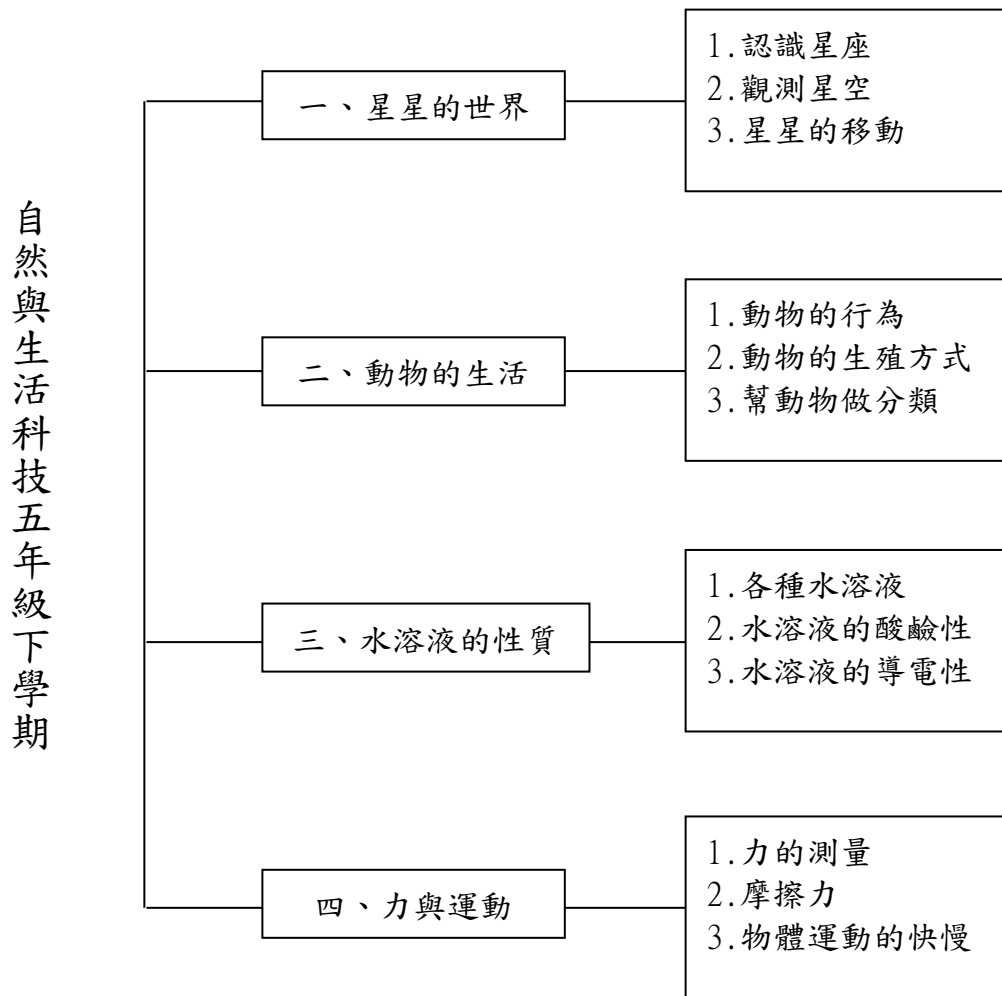 自然與生活科技五年級下學期
一、星星的世界
1.認識星座
2.觀測星空
3.星星的移動
二、動物的生活
1.動物的行為
2.動物的生殖方式
3.幫動物做分類
三、水溶液的性質
1.各種水溶液
2.水溶液的酸鹼性
3.水溶液的導電性
四、力與運動
1.力的測量
2.摩擦力
3.物體運動的快慢